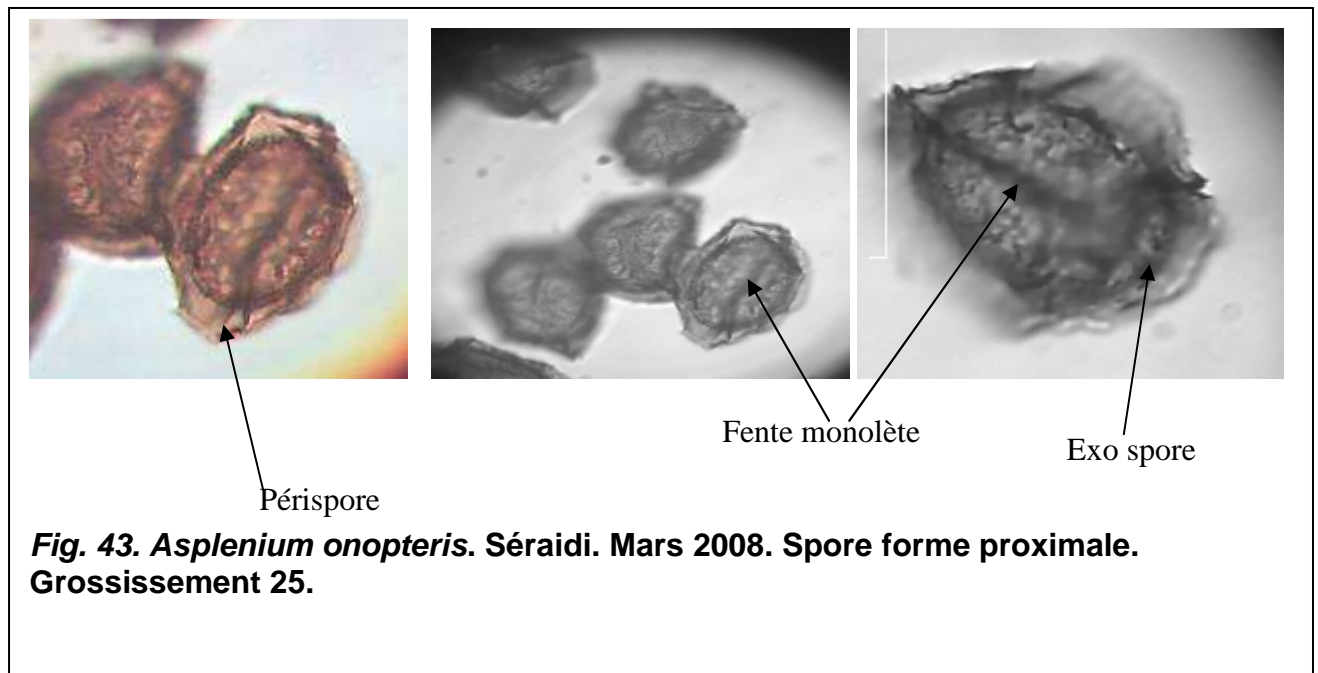 Fente monolète
Exo spore
Périspore
Fig. 43. Asplenium onopteris. Séraidi. Mars 2008. Spore forme proximale.
Grossissement 25.